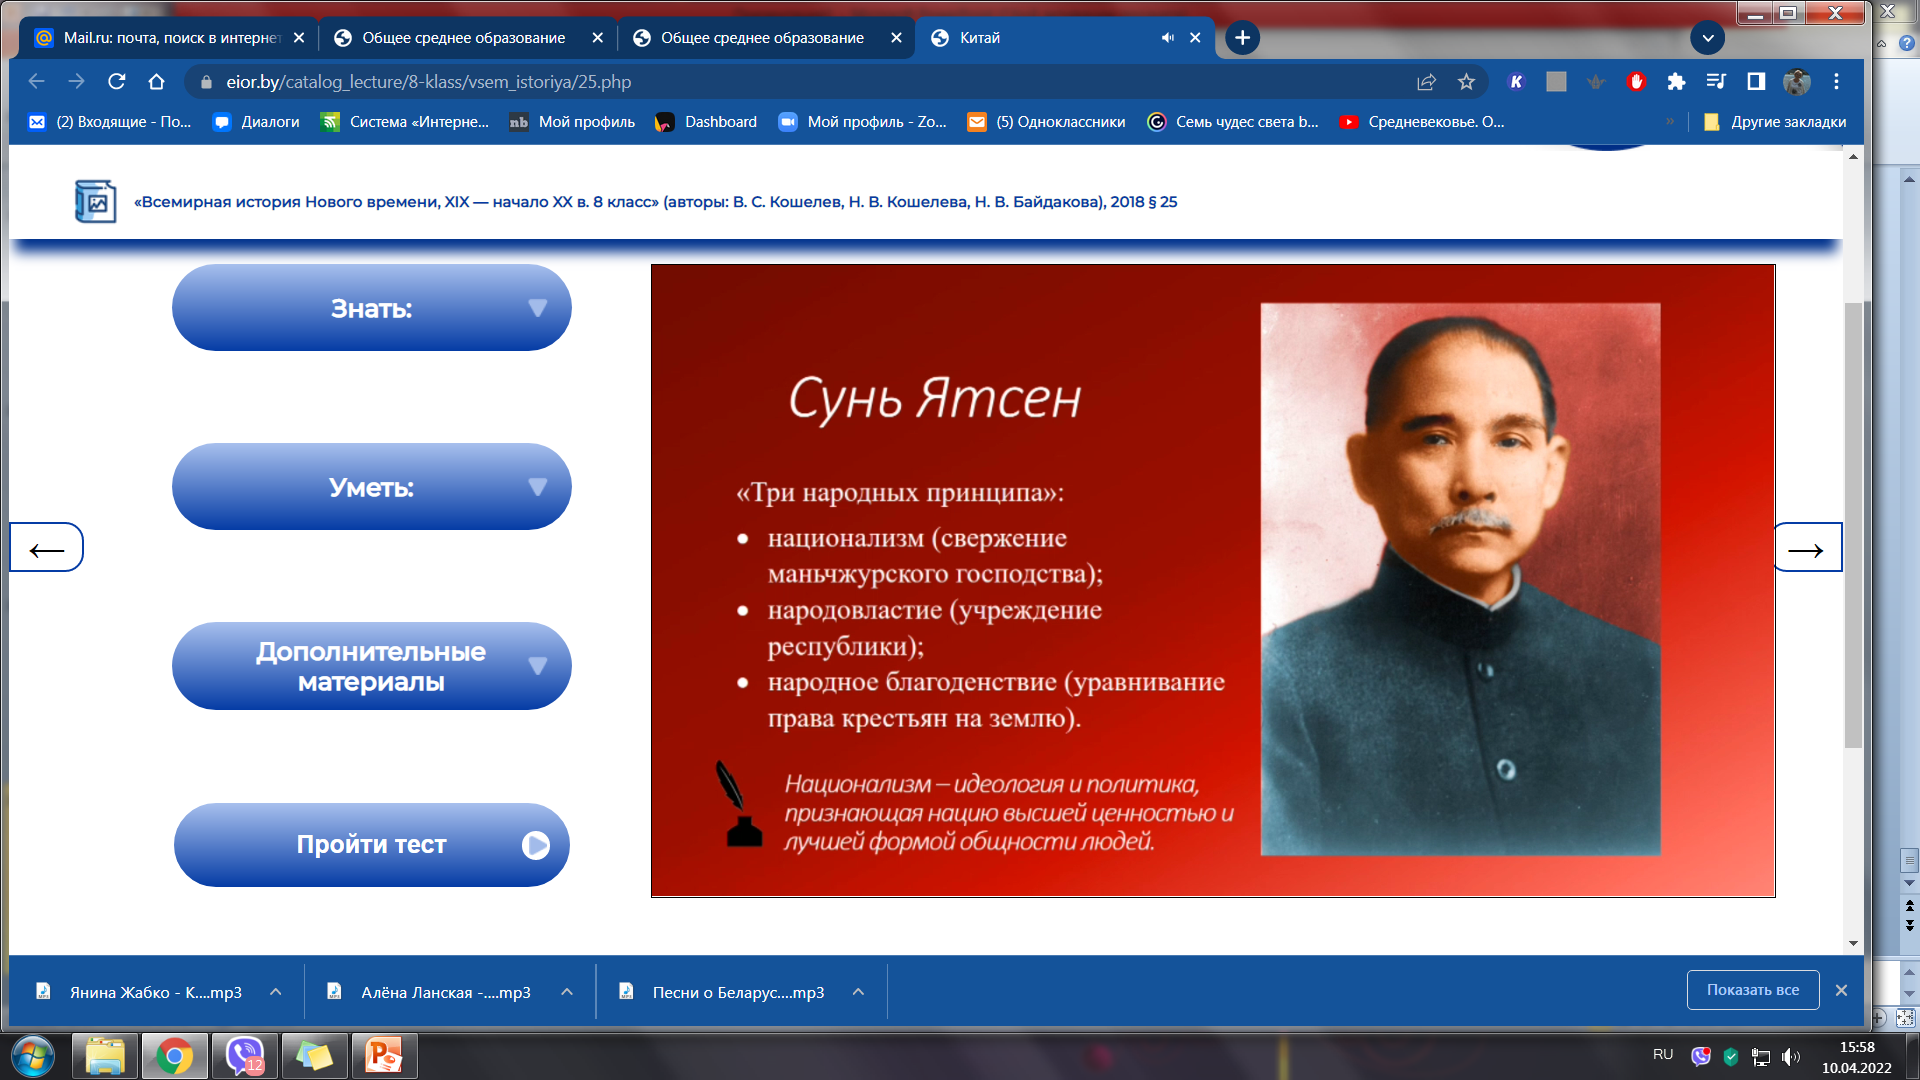 Mail.ru: почта, поиск в интернет
Общее среднее образование
Общее среднее образование
Китай
eior.by/catalog_lecture/8-klass/vsem_istoriya/25.php
(2) Входящие - По...
Диалоги
Система «Интерне...
nb Мой профиль
Dashboard
Мой профиль - Zo...
(5) Одноклассники
Семь чудес света b...
Средневековье. О...
»
Другие закладки
«Всемирная история Нового времени, XIX — начало XX в. 8 класс» (авторы: В. С. Кошелев, Н. В. Кошелева, Н. В. Байдакова), 2018 § 25
Знать:
Уметь:
Дополнительные
материалы
Пройти тест
←
→
Сунь Ятсен
«Три народных принципа»:
• национализм (свержение
маньчжурского господства);
• народовластие (учреждение
республики);
• народное благоденствие (уравнивание
права крестьян на землю).
Национализм – идеология и политика,
признающая нацию высшей ценностью и
лучшей формой общности людей.
Янина Жабко - К....mp3
Алёна Ланская -....mp3
Песни о Беларус....mp3
Показать все
12
RU
15:58
10.04.2022